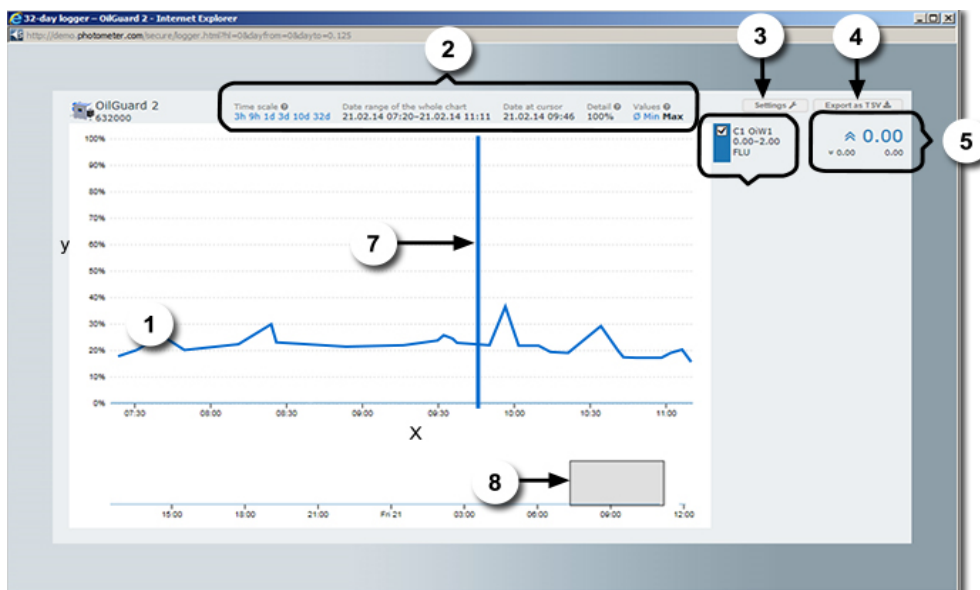 32-day logger – OilGuard 2 - Internet Explorer
http://demo.photometer.com/secure/logger.html?hl=0&dayfrom=0&dayto=0.125
2
3
4
OilGuard 2
632000
Time scale
3h 9h 1d 3d 10d 32d
Date range of the whole chart
21.02.14 07:20–21.02.14 11:11
Date at cursor
21.02.14 09:46
Detail
100%
Values
Ø Min Max
Settings
Export as TSV
C1 OiW1
0.00–2.00
FLU
0.00
0.00 0.00
5
100%
90%
80%
70%
y 60%
7
50%
40%
30%
1
20%
10%
0%
07:30 08:00 08:30 09:00 09:30 10:00 10:30 11:00
X
8
15:00 18:00 21:00 Fri 21 03:00 06:00 09:00 12:00